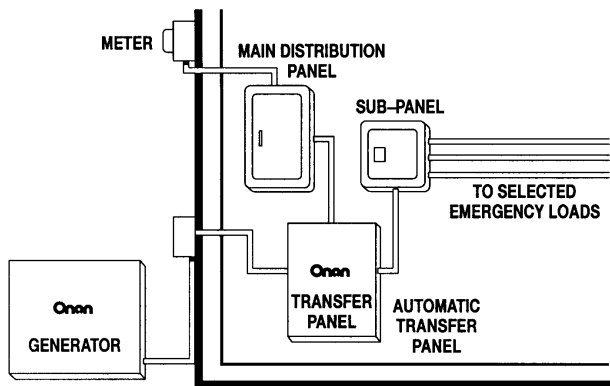 METER
MAIN DISTRIBUTION
PANEL
SUB–PANEL
TO SELECTED
EMERGENCY LOADS
Onan
TRANSFER
PANEL
AUTOMATIC
TRANSFER
PANEL
Onan
GENERATOR